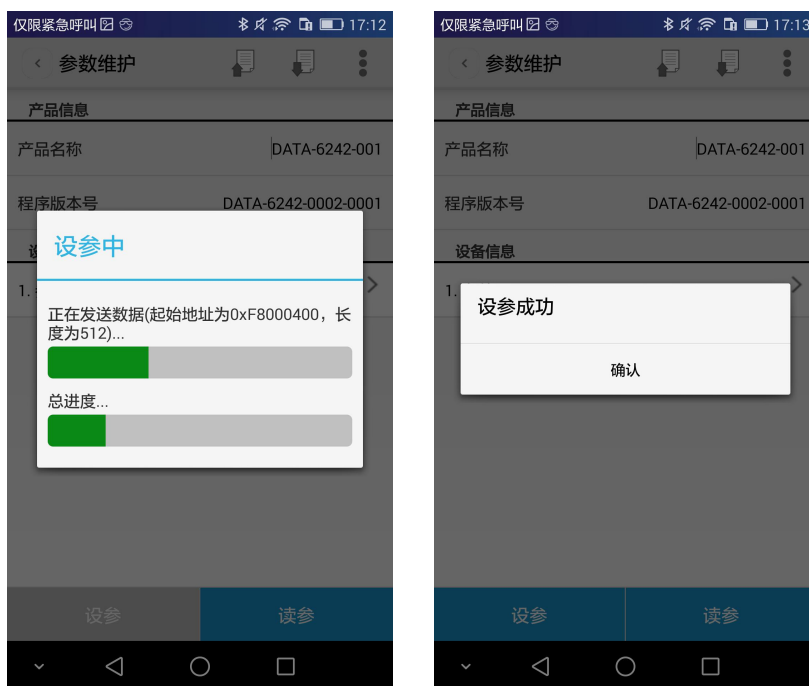 仅限紧急呼叫 17:12
参数维护
产品信息
产品名称 DATA-6242-001
程序版本号 DATA-6242-0002-0001
设
设参中
1.
正在发送数据(起始地址为0xF8000400，长
度为512)...
总进度...
设参 读参
仅限紧急呼叫 17:13
参数维护
产品信息
产品名称 DATA-6242-001
程序版本号 DATA-6242-0002-0001
设备信息
1.
设参成功
确认
设参 读参